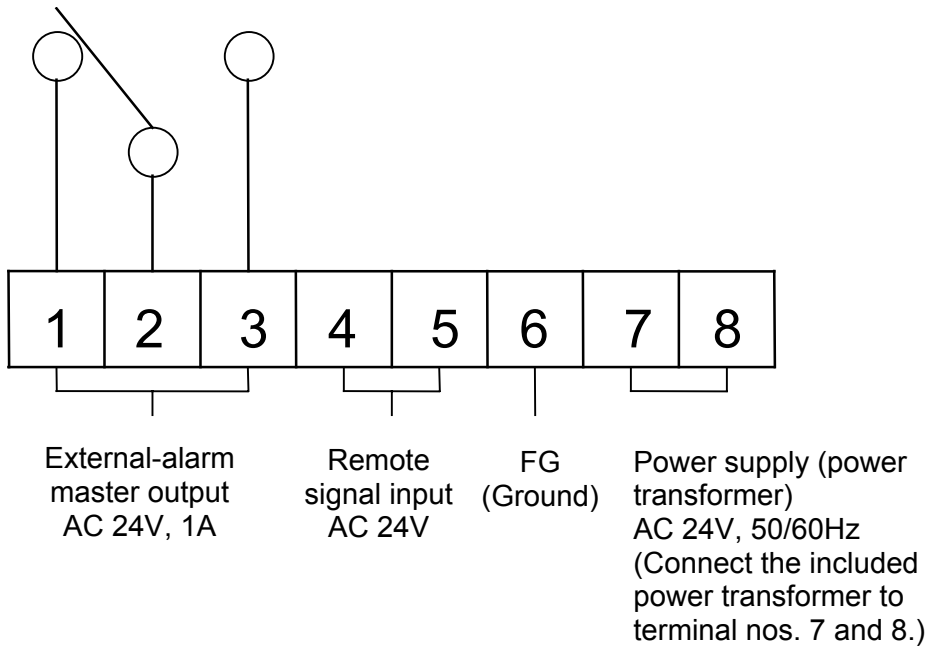 1 2 3 4 5 6 7 8
External-alarm
master output
AC 24V, 1A
Remote
signal input
AC 24V
FG
(Ground)
Power supply (power
transformer)
AC 24V, 50/60Hz
(Connect the included
power transformer to
terminal nos. 7 and 8.)